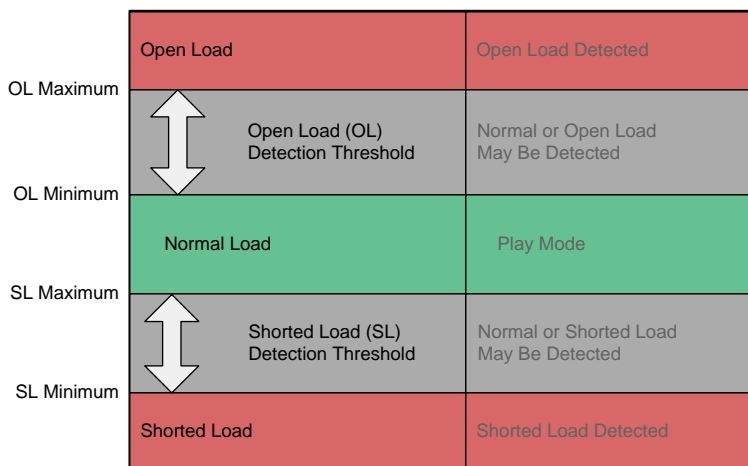 Open Load
Open Load Detected
OL Maximum
Open Load (OL)
Detection Threshold
Normal or Open Load
May Be Detected
OL Minimum
Normal Load
Play Mode
SL Maximum
Shorted Load (SL)
Detection Threshold
Normal or Shorted Load
May Be Detected
SL Minimum
Shorted Load
Shorted Load Detected